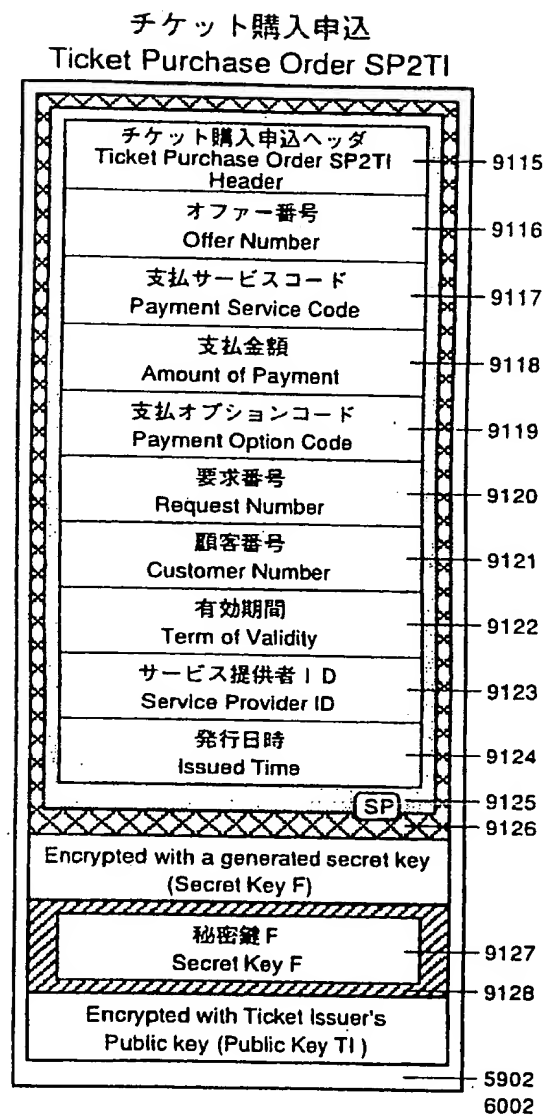 チケット購入申込
Ticket Purchase Order SP2TI
チケット購入申込ヘッダ
Ticket Purchase Order SP2TI
Header
9115
オファー番号
Offer Number
9116
支払サービスコード
Payment Service Code
9117
支払金額
Amount of Payment
9118
支払オプションコード
Payment Option Code
9119
要求番号
Request Number
9120
顧客番号
Customer Number
9121
有効期間
Term of Validity
9122
サービス提供者ID
Service Provider ID
9123
発行日時
Issued Time
9124
SP
9125
9126
Encrypted with a generated secret key
(Secret Key F)
秘密鍵F
Secret Key F
9127
9128
Encrypted with Ticket Issuer's
Public key (Public Key TI )
5902
6002